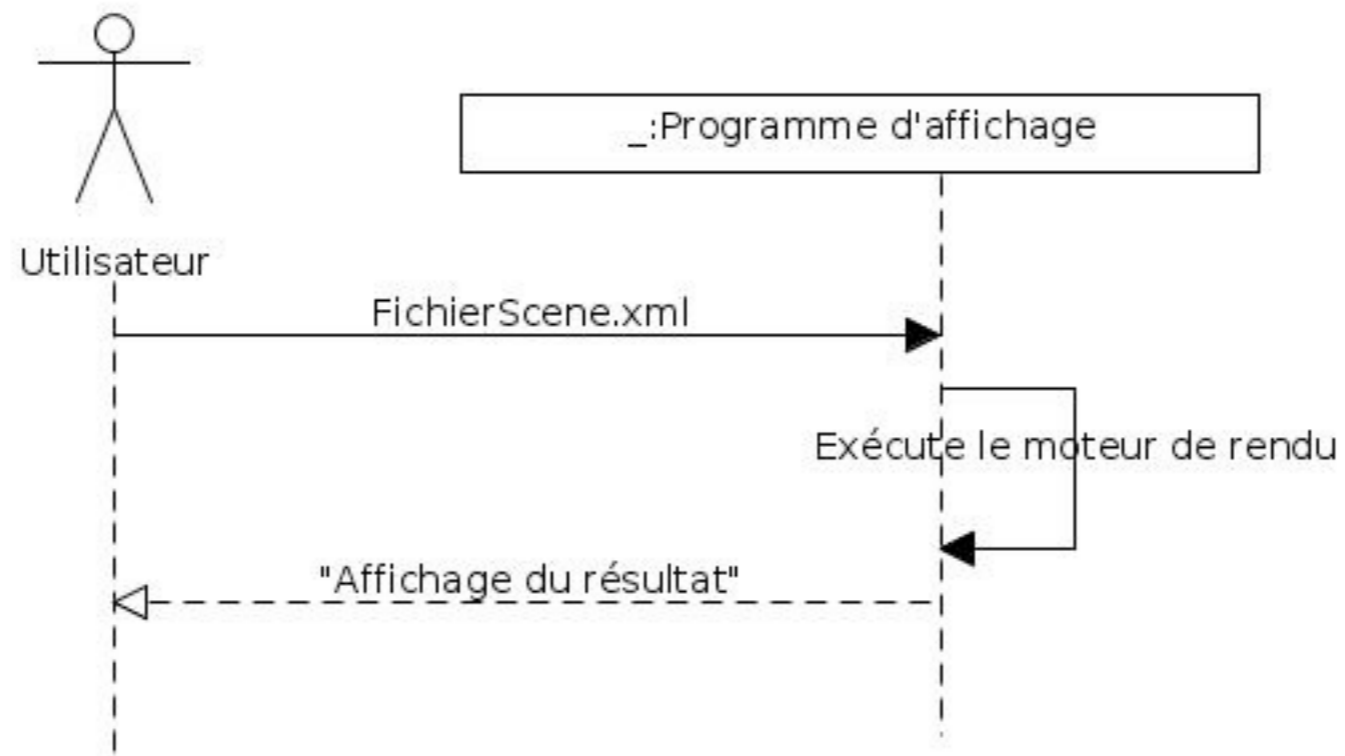 _:Programme d'affichage
Utilisateur
FichierScene.xml
Exécute le moteur de rendu
"Affichage du résultat"